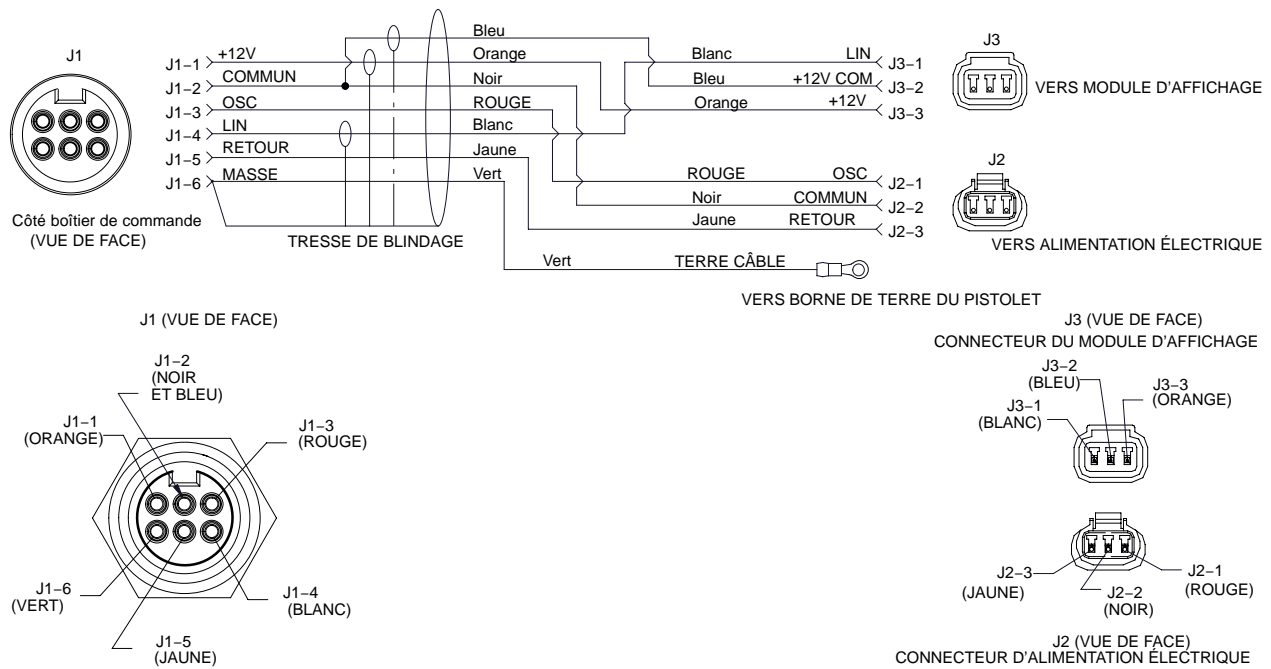 Bleu
J1
+12V
Orange
Blanc
LIN
J3
J1−1
J3−1
COMMUN
Noir
Bleu
+12V COM
VERS MODULE D'AFFICHAGE
J1−2
J3−2
OSC
ROUGE
Orange
+12V
J1−3
J3−3
LIN
Blanc
J1−4
RETOUR
Jaune
J1−5
J2
MASSE
Vert
ROUGE
OSC
J1−6
J2−1
Noir
COMMUN
J2−2
Côté boîtier de commande
(VUE DE FACE)
Jaune
RETOUR
J2−3
TRESSE DE BLINDAGE
VERS ALIMENTATION ÉLECTRIQUE
Vert
TERRE CÂBLE
VERS BORNE DE TERRE DU PISTOLET
J1 (VUE DE FACE)
J3 (VUE DE FACE)
CONNECTEUR DU MODULE D'AFFICHAGE
J1−2
(NOIR
ET BLEU)
J1−1
(ORANGE)
J1−3
(ROUGE)
J1−6
(VERT)
J1−4
(BLANC)
J1−5
(JAUNE)
J3−2
(BLEU)
J3−3
(ORANGE)
J3−1
(BLANC)
J2−3
(JAUNE)
J2−2
(NOIR)
J2−1
(ROUGE)
J2 (VUE DE FACE)
CONNECTEUR D'ALIMENTATION ÉLECTRIQUE